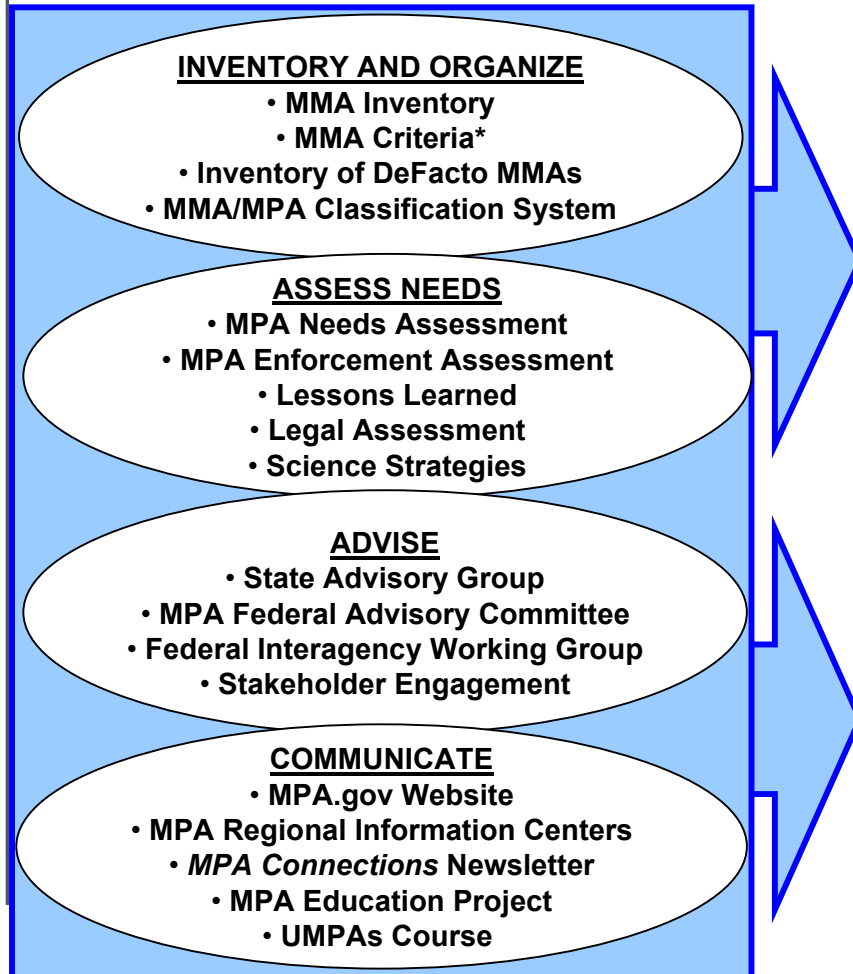 INVENTORY AND ORGANIZE
• MMA Inventory
• MMA Criteria*
• Inventory of DeFacto MMAs
• MMA/MPA Classification System
ASSESS NEEDS
• MPA Needs Assessment
• MPA Enforcement Assessment
• Lessons Learned
• Legal Assessment
• Science Strategies
ADVISE
• State Advisory Group
• MPA Federal Advisory Committee
• Federal Interagency Working Group
• Stakeholder Engagement
COMMUNICATE
• MPA.gov Website
• MPA Regional Information Centers
• MPA Connections Newsletter
• MPA Education Project
• UMPAs Course